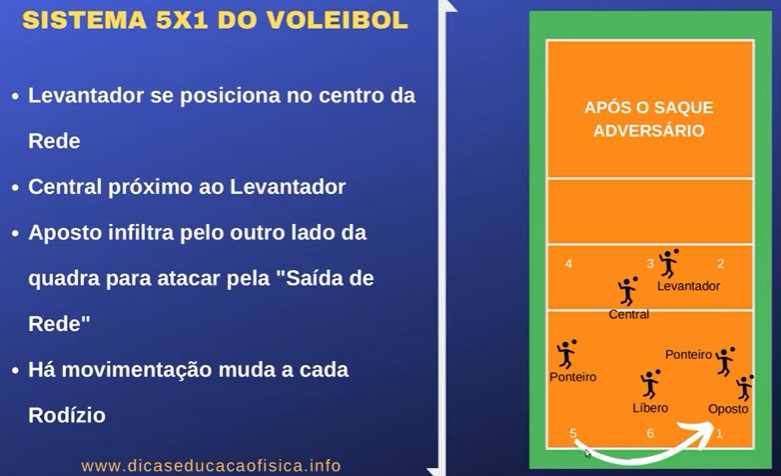 SISTEMA 5X1 DO VOLEIBOL
• Levantador se posiciona no centro da
Rede
• Central próximo ao Levantador
• Aposto infiltra pelo outro lado da
quadra para atacar pela "Saída de
Rede"
• Há movimentação muda a cada
Rodízio
www.dicaseducacaofisica.info
APÓS O SAQUE
ADVERSÁRIO
4 3 2
Levantador
Central
Ponteiro
Ponteiro
Líbero
Oposto
5 6 1